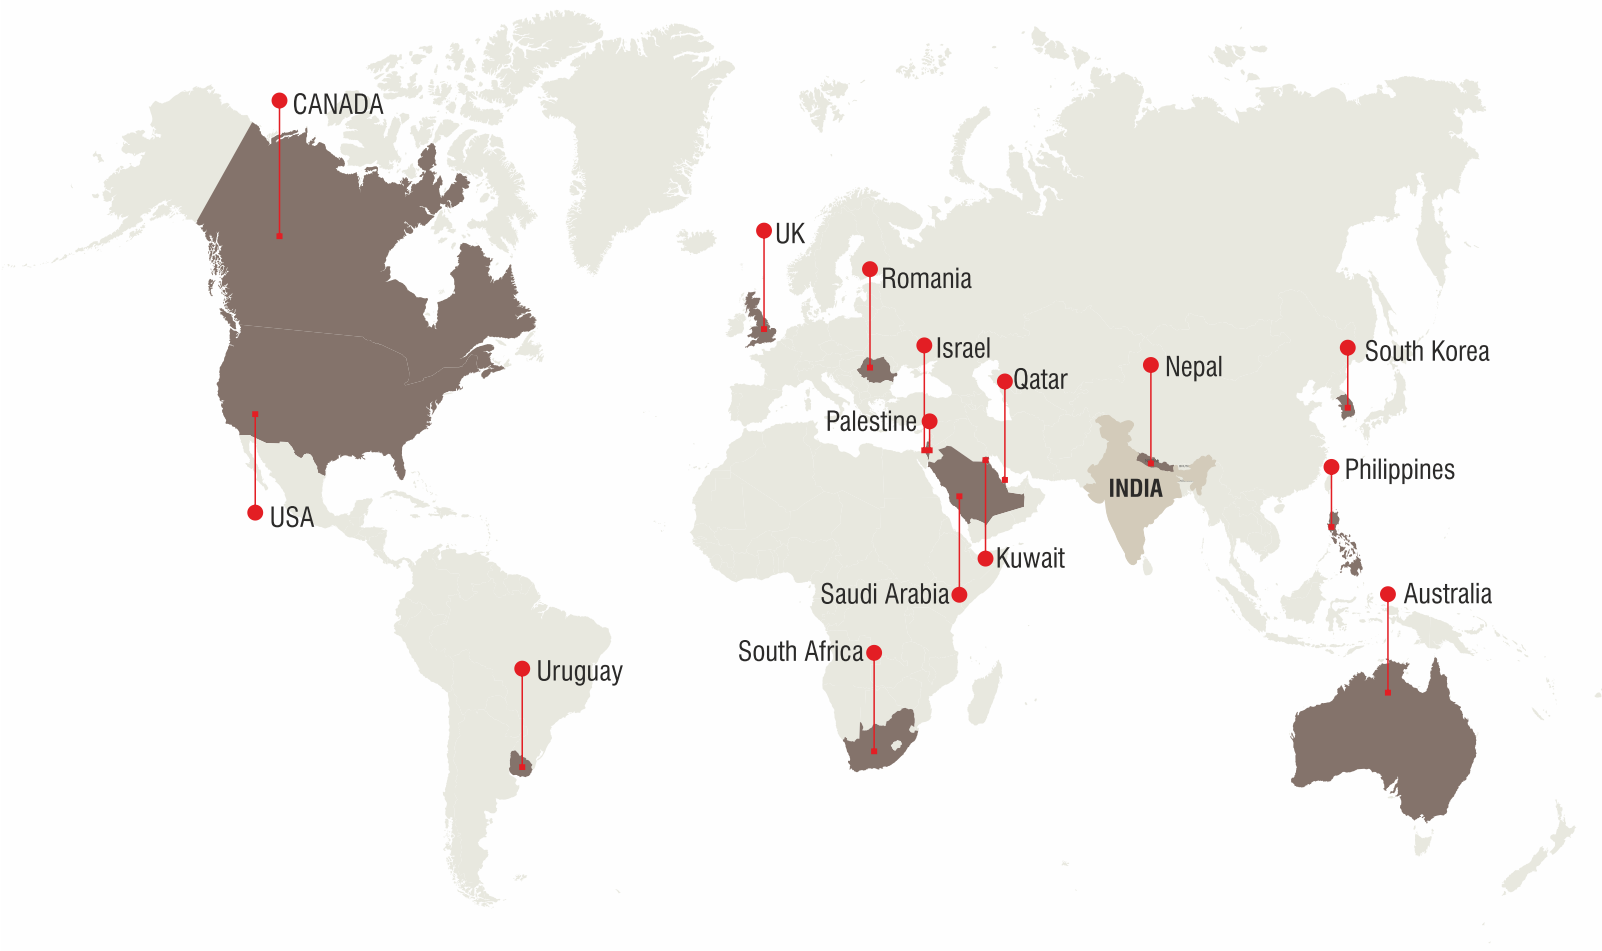 CANADA
UK
Romania
Israel
South Korea
Nepal
Qatar
Palestine
Philippines
INDIA
USA
Kuwait
Saudi Arabia
Australia
South Africa
Uruguay